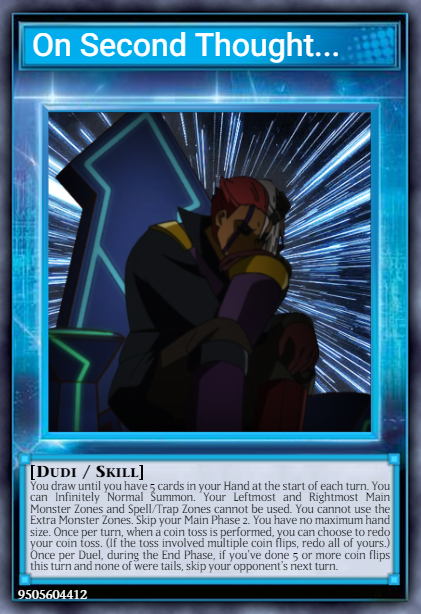 On Second Thought...
[Dudi / Skill]
You draw until you have 5 cards in your Hand at the start of each turn. You
can Infinitely Normal Summon. Your Leftmost and Rightmost Main
Monster Zones and Spell/Trap Zones cannot be used. You cannot use the
Extra Monster Zones. Skip your Main Phase 2. You have no maximum hand
size. Once per turn, when a coin toss is performed, you can choose to redo
your coin toss. (If the toss involved multiple coin flips, redo all of yours.)
Once per Duel, during the End Phase, if you've done 5 or more coin flips
this turn and none of were tails, skip your opponent's next turn.
9505604412